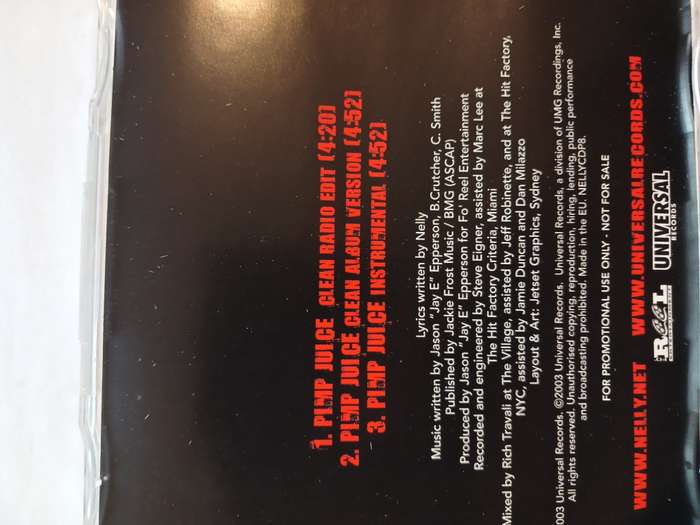 1. PIMP JUICE CLEAN RADIO EDIT (4:20)
2. PIMP JUICE CLEAN ALBUM VERSION (4:52)
3. PIMP JUICE INSTRUMENTAL (4:52)
Lyrics written by Nelly
Music written by Jason "Jay E" Epperson, B.Crutcher, C. Smith
Published by Jackie Frost Music / BMG (ASCAP)
Produced by Jason "Jay E" Epperson for Fo' Reel Entertainment
Recorded and engineered by Steve Eigner, assisted by Marc Lee at
The Hit Factory Criteria, Miami
Mixed by Rich Travali at The Village, assisted by Jeff Robinette, and at The Hit Factory,
NYC, assisted by Jamie Duncan and Dan Milazzo
Layout & Art: Jetset Graphics, Sydney
003 Universal Records. ©2003 Universal Records. Universal Records, a division of UMG Recordings, Inc.
All rights reserved. Unauthorised copying, reproduction, hiring, lending, public performance
and broadcasting prohibited. Made in the EU. NELLYCDP8.
FOR PROMOTIONAL USE ONLY - NOT FOR SALE
WWW.NELLY.NET WWW.UNIVERSALRECORDS.COM
UNIVERSAL
RECORDS